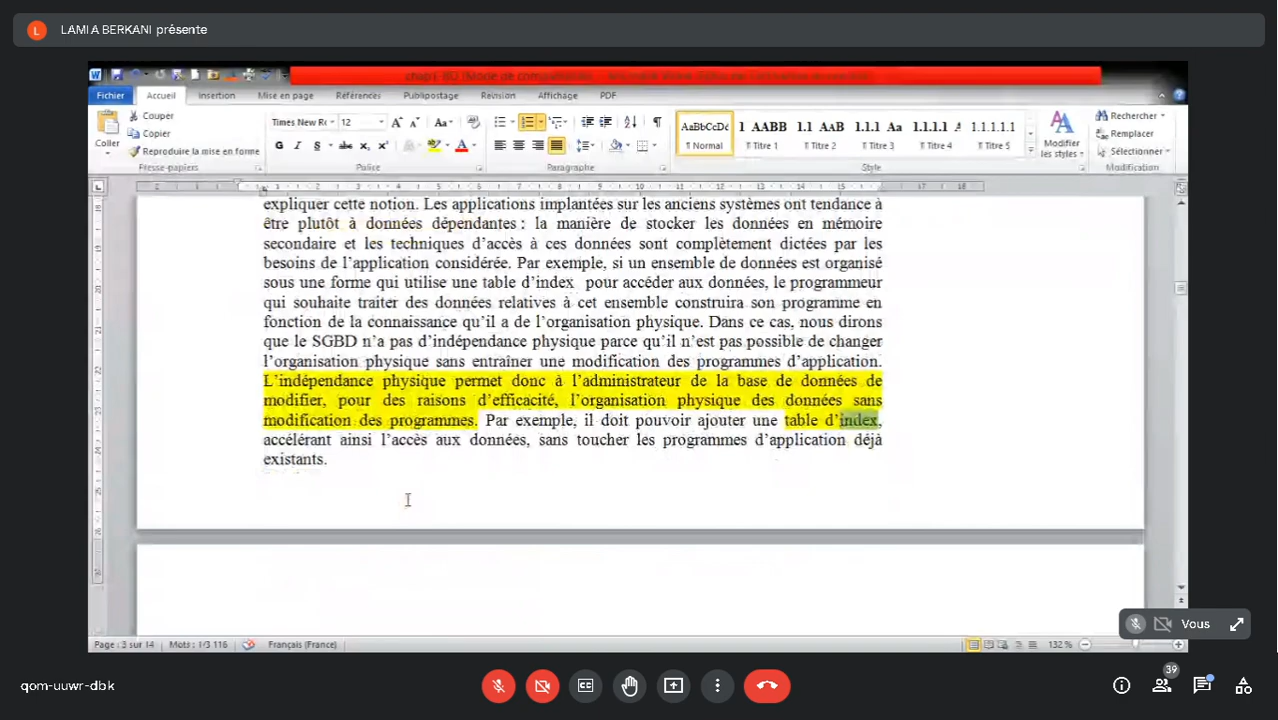 LAMIA BERKANI présente
Fichier Accueil Insertion Mise en page Références Publipostage Révision Affichage PDF
Coller
Couper
Copier
Reproduire la mise en forme
Presse-papiers
Times New Ro 12
G I S abc
Police
Paragraphe
AaBbCcDc 1 AABB 1.1 AaB 1.1.1 Aa 1.1.1.1 A 1.1.1.1.1
¶ Normal ¶ Titre 1 ¶ Titre 2 ¶ Titre 3 ¶ Titre 4 ¶ Titre 5
Style
Modifier
les styles
Rechercher
Remplacer
Sélectionner
Modification
expliquer cette notion. Les applications implantées sur les anciens systèmes ont tendance à
être plutôt à données dépendantes : la manière de stocker les données en mémoire
secondaire et les techniques d’accès à ces données sont complètement dictées par les
besoins de l’application considérée. Par exemple, si un ensemble de données est organisé
sous une forme qui utilise une table d’index pour accéder aux données, le programmeur
qui souhaite traiter des données relatives à cet ensemble construira son programme en
fonction de la connaissance qu’il a de l’organisation physique. Dans ce cas, nous dirons
que le SGBD n’a pas d’indépendance physique parce qu’il n’est pas possible de changer
l’organisation physique sans entraîner une modification des programmes d’application.
L’indépendance physique permet donc à l’administrateur de la base de données de
modifier, pour des raisons d’efficacité, l’organisation physique des données sans
modification des programmes. Par exemple, il doit pouvoir ajouter une table d’index,
accélérant ainsi l’accès aux données, sans toucher les programmes d’application déjà
existants.
Page : 3 sur 14 Mots : 1/3 116 Français (France) 132 %
Vous
qom-uuwr-dbk
39